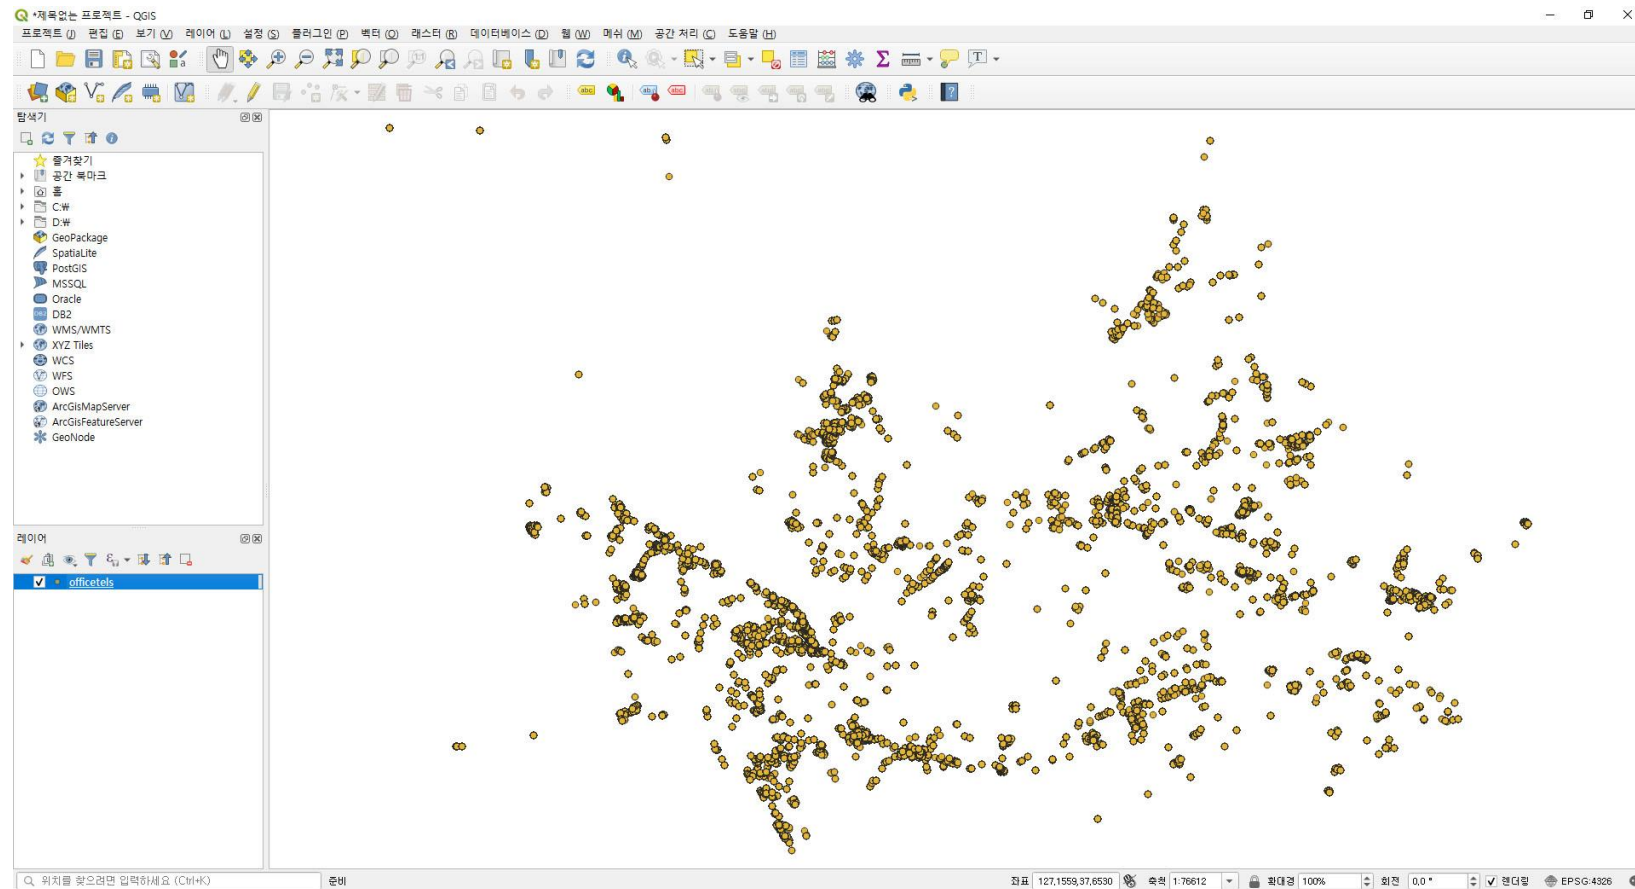 *제목없는 프로젝트 - QGIS
프로젝트 (J) 편집 (E) 보기 (V) 레이어 (L) 설정 (S) 플러그인 (P) 벡터 (O) 래스터 (R) 데이터베이스 (D) 웹 (W) 메쉬 (M) 공간 처리 (C) 도움말 (H)
탐색기
즐겨찾기
공간 북마크
홈
C:₩
D:₩
GeoPackage
SpatiaLite
PostGIS
MSSQL
Oracle
DB2
WMS/WMTS
XYZ Tiles
WCS
WFS
OWS
ArcGisMapServer
ArcGisFeatureServer
GeoNode
레이어
officetels
위치를 찾으려면 입력하세요 (Ctrl+K) 준비 좌표 127,1559,37,6530 축척 1:76612 확대경 100% 회전 0,0 ° 렌더링 EPSG:4326